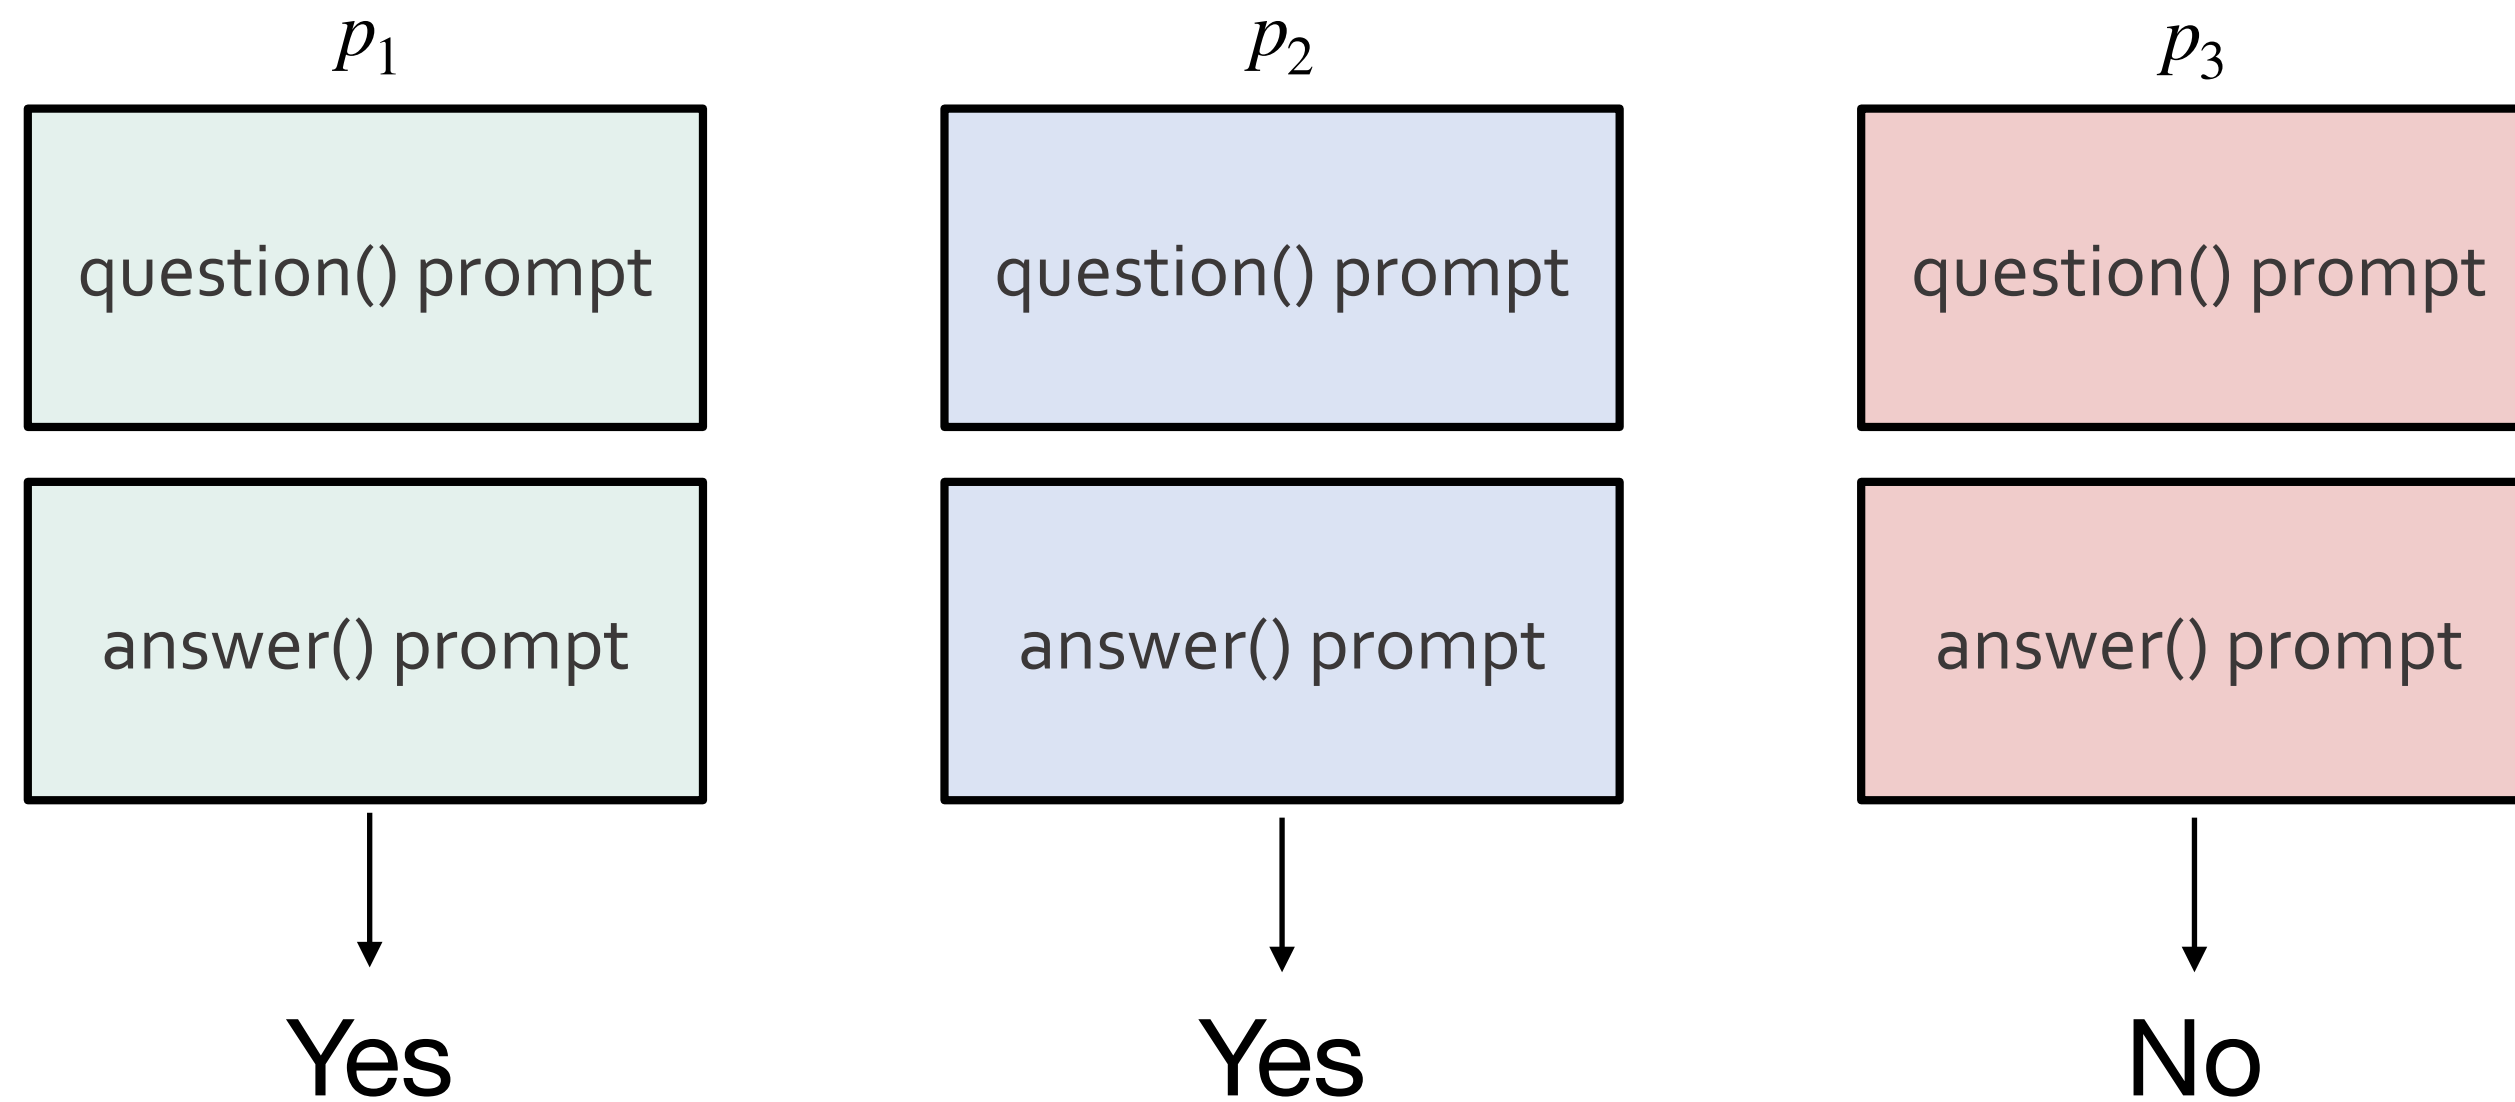 p1
p2
p3
question() prompt
question() prompt
question() prompt
answer() prompt
answer() prompt
answer() prompt
Yes
Yes
No